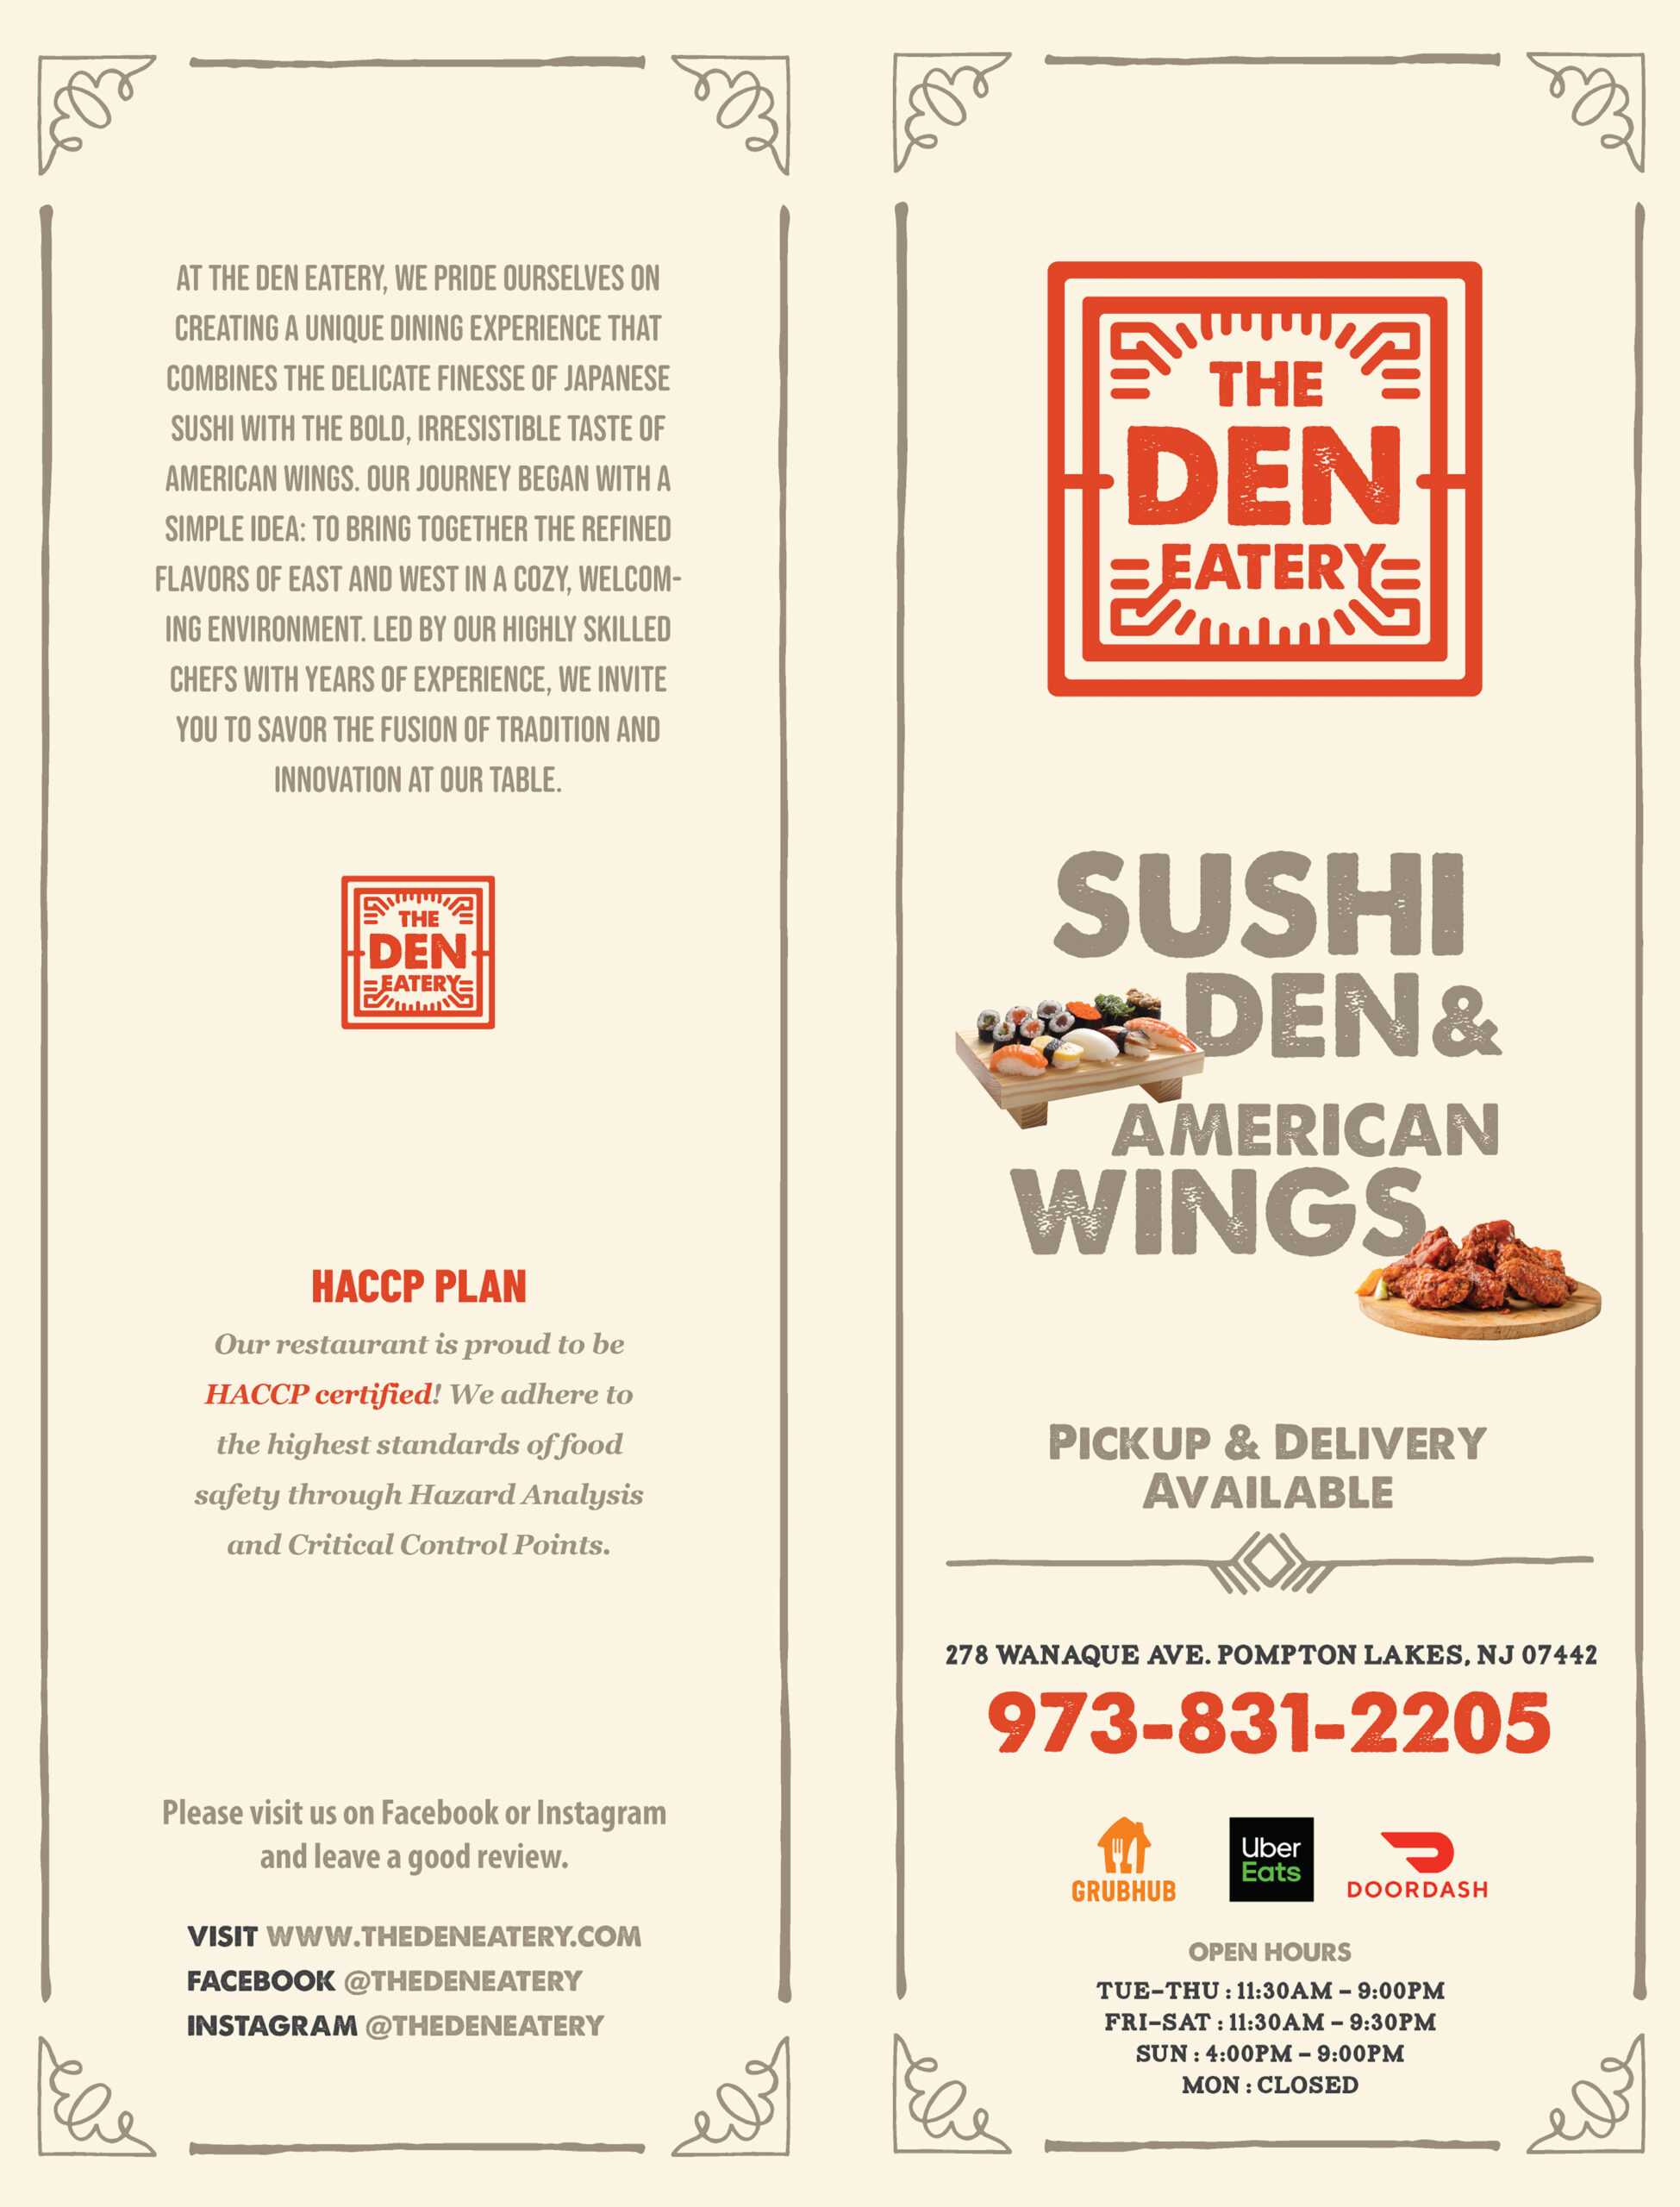 AT THE DEN EATERY, WE PRIDE OURSELVES ON
CREATING A UNIQUE DINING EXPERIENCE THAT
COMBINES THE DELICATE FINESSE OF JAPANESE
SUSHI WITH THE BOLD, IRRESISTIBLE TASTE OF
AMERICAN WINGS. OUR JOURNEY BEGAN WITH A
SIMPLE IDEA: TO BRING TOGETHER THE REFINED
FLAVORS OF EAST AND WEST IN A COZY, WELCOM-
ING ENVIRONMENT. LED BY OUR HIGHLY SKILLED
CHEFS WITH YEARS OF EXPERIENCE, WE INVITE
YOU TO SAVOR THE FUSION OF TRADITION AND
INNOVATION AT OUR TABLE.
THE
DEN
EATERY
HACCP PLAN
Our restaurant is proud to be
HACCP certified! We adhere to
the highest standards of food
safety through Hazard Analysis
and Critical Control Points.
Please visit us on Facebook or Instagram
and leave a good review.
VISIT WWW.THEDENEATERY.COM
FACEBOOK @THEDENEATERY
INSTAGRAM @THEDENEATERY
THE
DEN
EATERY
SUSHI
DEN &
AMERICAN
WINGS
PICKUP & DELIVERY
AVAILABLE
278 WANAQUE AVE. POMPTON LAKES, NJ 07442
973-831-2205
GRUBHUB
Uber
Eats
DOORDASH
OPEN HOURS
TUE-THU : 11:30AM - 9:00PM
FRI-SAT : 11:30AM - 9:30PM
SUN : 4:00PM - 9:00PM
MON : CLOSED